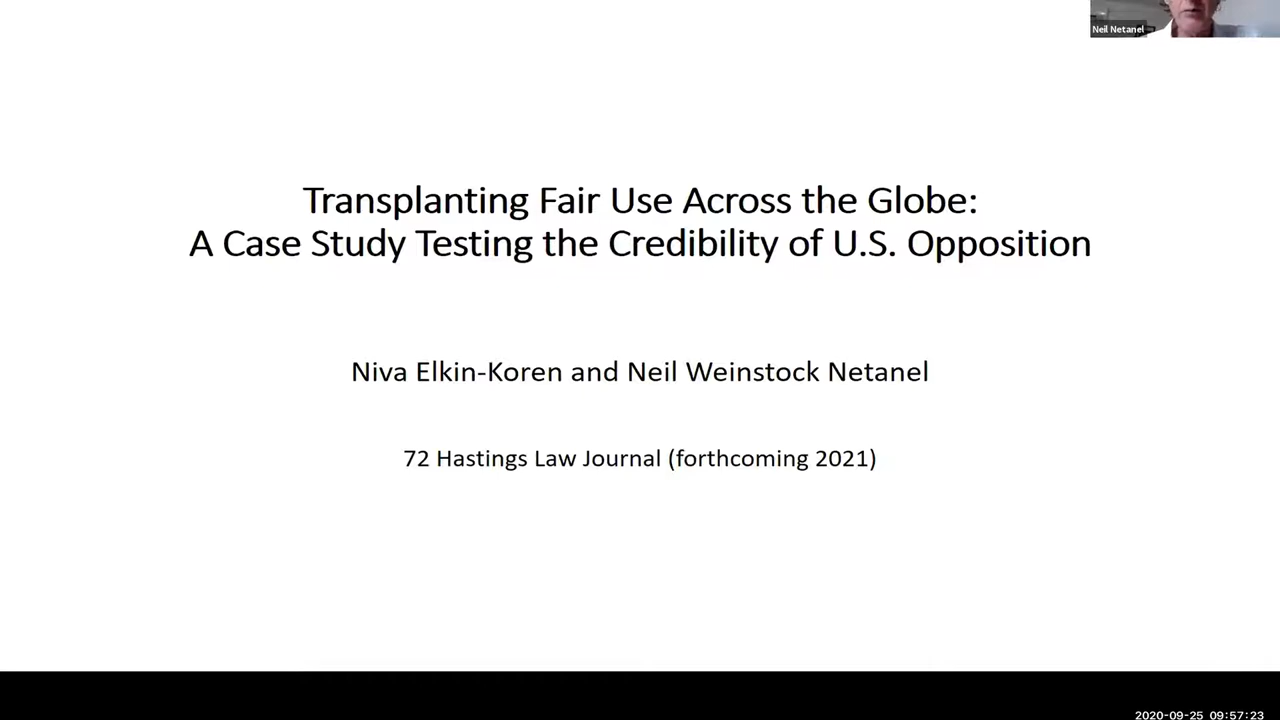 Neil Netanel
Transplanting Fair Use Across the Globe:
A Case Study Testing the Credibility of U.S. Opposition
Niva Elkin-Koren and Neil Weinstock Netanel
72 Hastings Law Journal (forthcoming 2021)
2020-09-25 09:57:23